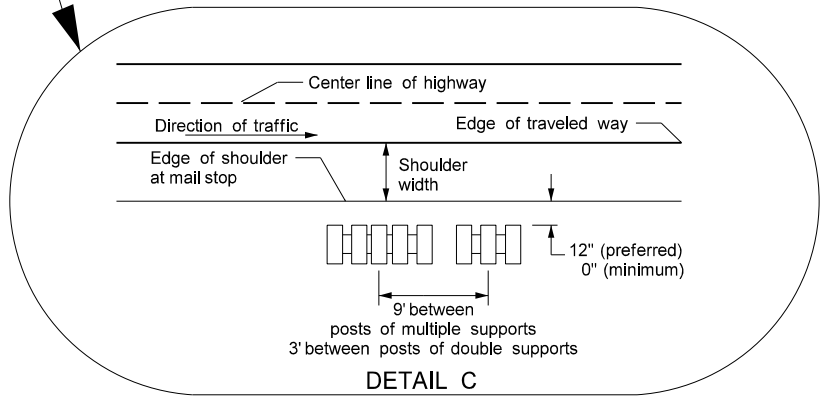 Center line of highway
Direction of traffic
Edge of traveled way
Edge of shoulder
at mail stop
Shoulder
width
12" (preferred)
0" (minimum)
9' between
posts of multiple supports
3' between posts of double supports
DETAIL C